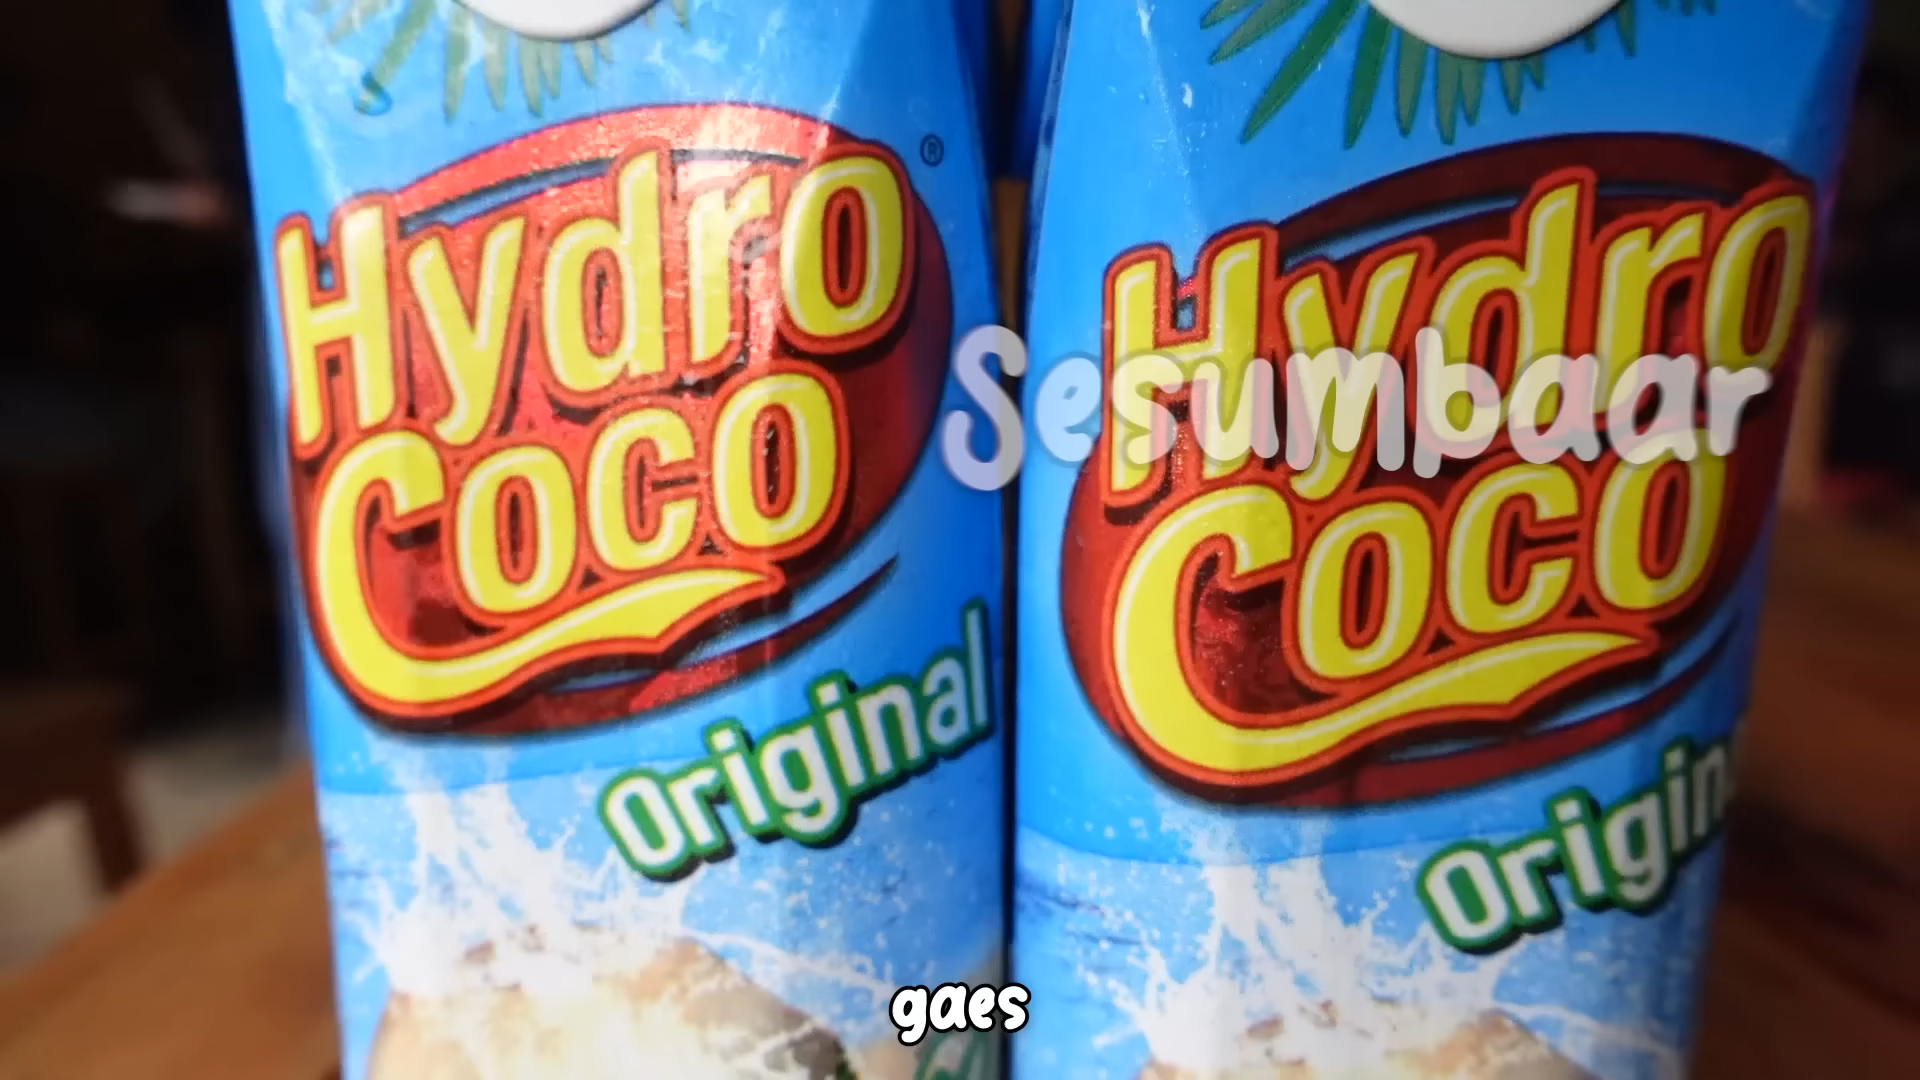 Hydro
Coco
®
Original
Hydro
Coco
Origin
Sesumbaar
gaes